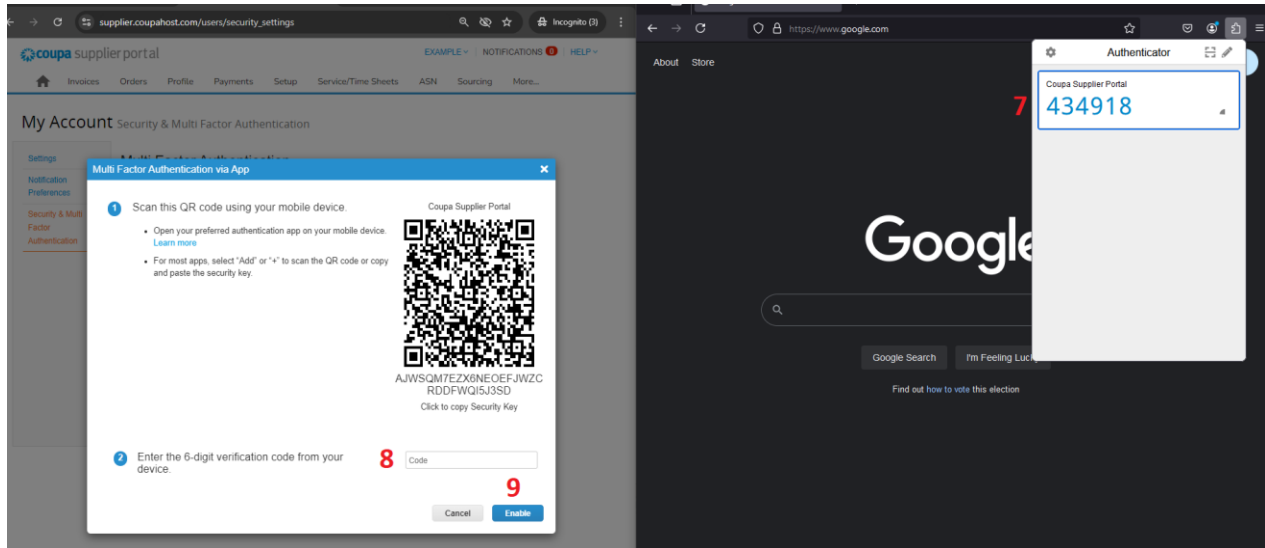 supplier.coupahost.com/users/security_settings
Incognito (3)
coupa supplier portal
EXAMPLE
NOTIFICATIONS 8
HELP
Invoices Orders Profile Payments Setup Service/Time Sheets ASN Sourcing More...
My Account Security & Multi Factor Authentication
Settings
Notification
Preferences
Security & Multi
Factor
Authentication
Multi Factor Authentication
Multi Factor Authentication via App
1 Scan this QR code using your mobile device.
• Open your preferred authentication app on your mobile device.
Learn more
• For most apps, select "Add" or "+" to scan the QR code or copy
and paste the security key.
Coupa Supplier Portal
AJWSQM7EZX6NEOEFJWZC
RDDFWQI5J3SD
Click to copy Security Key
2 Enter the 6-digit verification code from your
device.
8
Code
9
Cancel
Enable
https://www.google.com
About Store
Authenticator
Coupa Supplier Portal
7
434918
Google
Google Search
I'm Feeling Luck
Find out how to vote this election